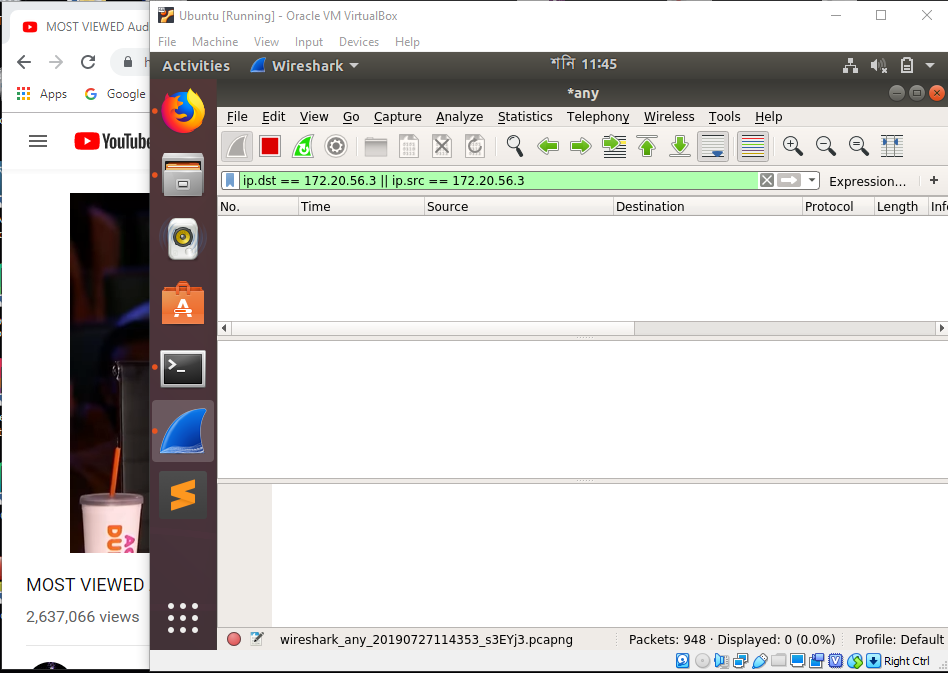 MOST VIEWED Aud
Ubuntu [Running] - Oracle VM VirtualBox
File Machine View Input Devices Help
Activities Wireshark শনি 11:45
Apps Google
*any
File Edit View Go Capture Analyze Statistics Telephony Wireless Tools Help
YouTube
ip.dst == 172.20.56.3 || ip.src == 172.20.56.3 Expression… +
No. Time Source Destination Protocol Length Info
DU
MOST VIEWED
2,637,066 views
wireshark_any_20190727114353_s3EYj3.pcapng Packets: 948 · Displayed: 0 (0.0%) Profile: Default
Right Ctrl